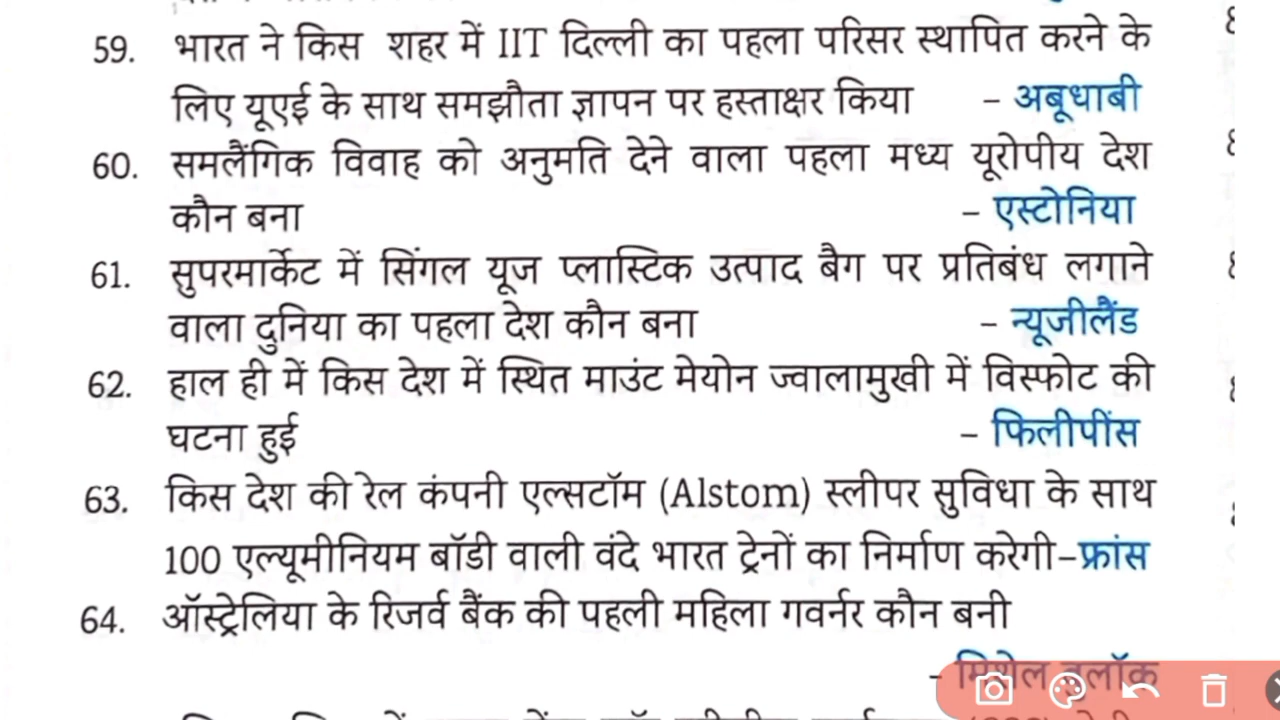 59. भारत ने किस शहर में IIT दिल्ली का पहला परिसर स्थापित करने के
लिए यूएई के साथ समझौता ज्ञापन पर हस्ताक्षर किया – अबूधाबी
60. समलैंगिक विवाह को अनुमति देने वाला पहला मध्य यूरोपीय देश
कौन बना – एस्टोनिया
61. सुपरमार्केट में सिंगल यूज प्लास्टिक उत्पाद बैग पर प्रतिबंध लगाने
वाला दुनिया का पहला देश कौन बना – न्यूजीलैंड
62. हाल ही में किस देश में स्थित माउंट मेयोन ज्वालामुखी में विस्फोट की
घटना हुई – फिलीपींस
63. किस देश की रेल कंपनी एल्सटॉम (Alstom) स्लीपर सुविधा के साथ
100 एल्यूमीनियम बॉडी वाली वंदे भारत ट्रेनों का निर्माण करेगी–फ्रांस
64. ऑस्ट्रेलिया के रिजर्व बैंक की पहली महिला गवर्नर कौन बनी
- मिशेल बुलॉक